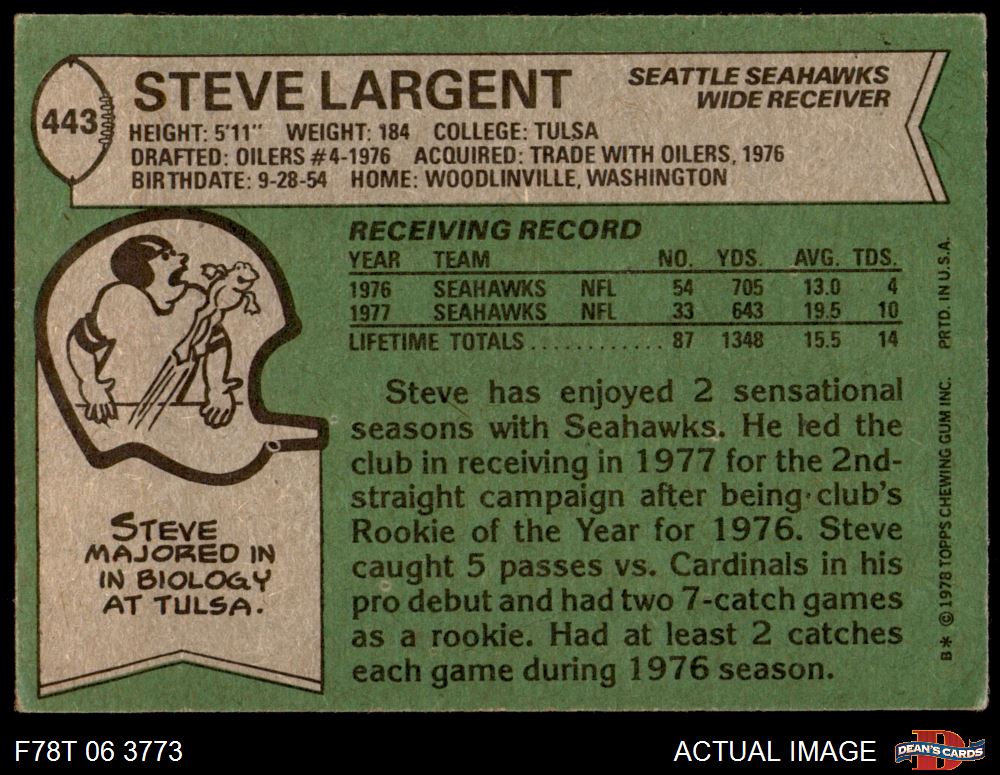 443
STEVE LARGENT
SEATTLE SEAHAWKS
WIDE RECEIVER
HEIGHT: 5'11" WEIGHT: 184 COLLEGE: TULSA
DRAFTED: OILERS #4-1976 ACQUIRED: TRADE WITH OILERS, 1976
BIRTHDATE: 9-28-54 HOME: WOODLINVILLE, WASHINGTON
RECEIVING RECORD
YEAR TEAM NO. YDS. AVG. TDS.
1976 SEAHAWKS NFL 54 705 13.0 4
1977 SEAHAWKS NFL 33 643 19.5 10
LIFETIME TOTALS............ 87 1348 15.5 14
Steve has enjoyed 2 sensational
seasons with Seahawks. He led the
club in receiving in 1977 for the 2nd-
straight campaign after being club's
Rookie of the Year for 1976. Steve
caught 5 passes vs. Cardinals in his
pro debut and had two 7-catch games
as a rookie. Had at least 2 catches
each game during 1976 season.
STEVE
MAJORED IN
IN BIOLOGY
AT TULSA.
B* © 1978 TOPPS CHEWING GUM INC. PRTD. IN U.S.A.
F78T 06 3773
ACTUAL IMAGE
D
DEAN'S CARDS